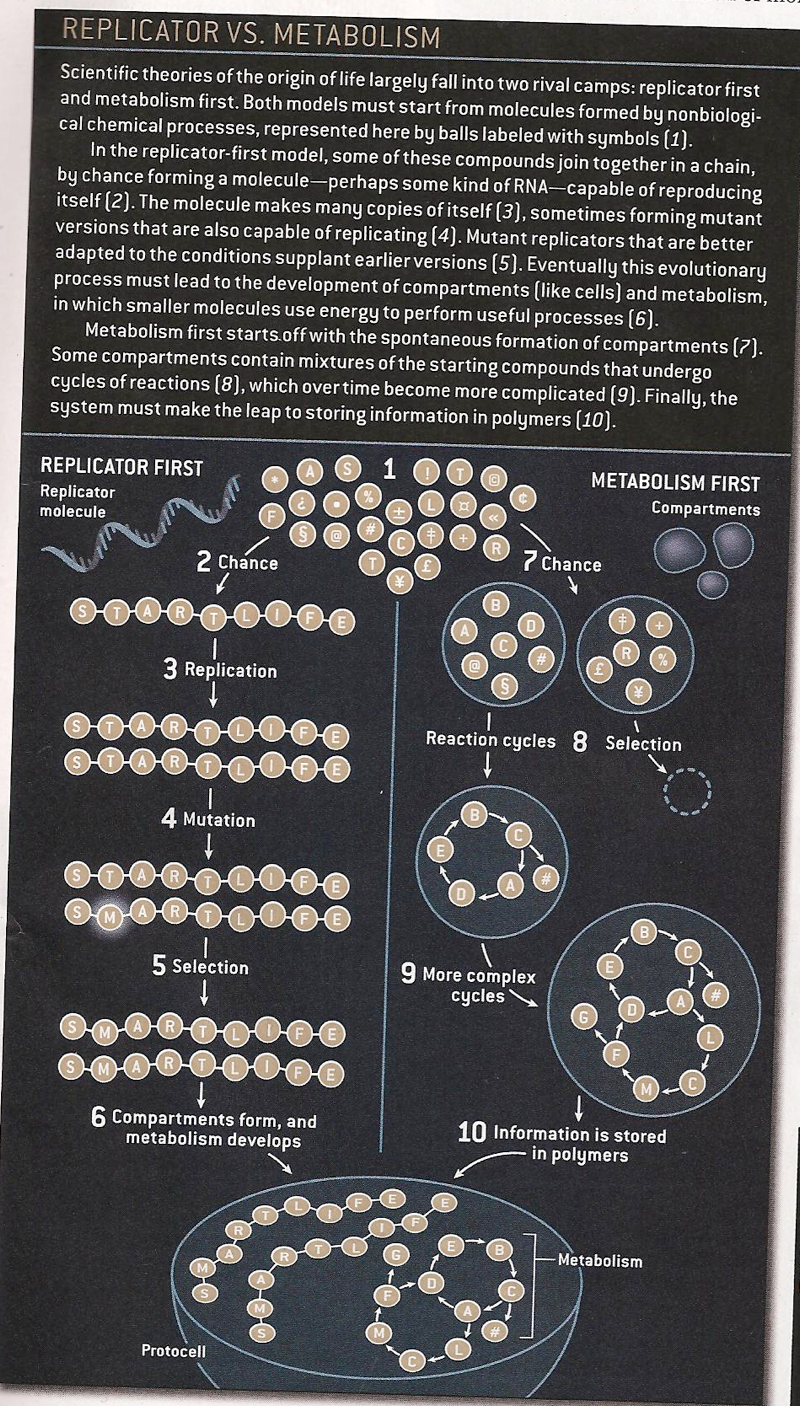 REPLICATOR VS. METABOLISM
Scientific theories of the origin of life largely fall into two rival camps: replicator first
and metabolism first. Both models must start from molecules formed by nonbiologi-
cal chemical processes, represented here by balls labeled with symbols (1).
In the replicator-first model, some of these compounds join together in a chain,
by chance forming a molecule—perhaps some kind of RNA—capable of reproducing
itself (2). The molecule makes many copies of itself (3), sometimes forming mutant
versions that are also capable of replicating (4). Mutant replicators that are better
adapted to the conditions supplant earlier versions (5). Eventually this evolutionary
process must lead to the development of compartments (like cells) and metabolism,
in which smaller molecules use energy to perform useful processes (6).
Metabolism first starts off with the spontaneous formation of compartments (7).
Some compartments contain mixtures of the starting compounds that undergo
cycles of reactions (8), which over time become more complicated (9). Finally, the
system must make the leap to storing information in polymers (10).
REPLICATOR FIRST
Replicator
molecule
1
* A S ! T © 
F ¿ • % ± L ¤ « ¢
§ @ # C ‡ + R
T ¥ £
METABOLISM FIRST
Compartments
2 Chance
S T A R T L I F E
3 Replication
S T A R T L I F E
S T A R T L I F E
4 Mutation
S T A R T L I F E
S M A R T L I F E
5 Selection
S M A R T L I F E
S M A R T L I F E
6 Compartments form, and
metabolism develops
7 Chance
B
A D
C
@ #
§
‡ +
R
£ %
¥
Reaction cycles 8 Selection
B
E C
D A #
9 More complex
cycles
B
E C
G D A #
F L
M C
10 Information is stored
in polymers
S M A R T L I F E
S M A R T L I F E
G E B
F D C
A #
M L
C
Metabolism
Protocell